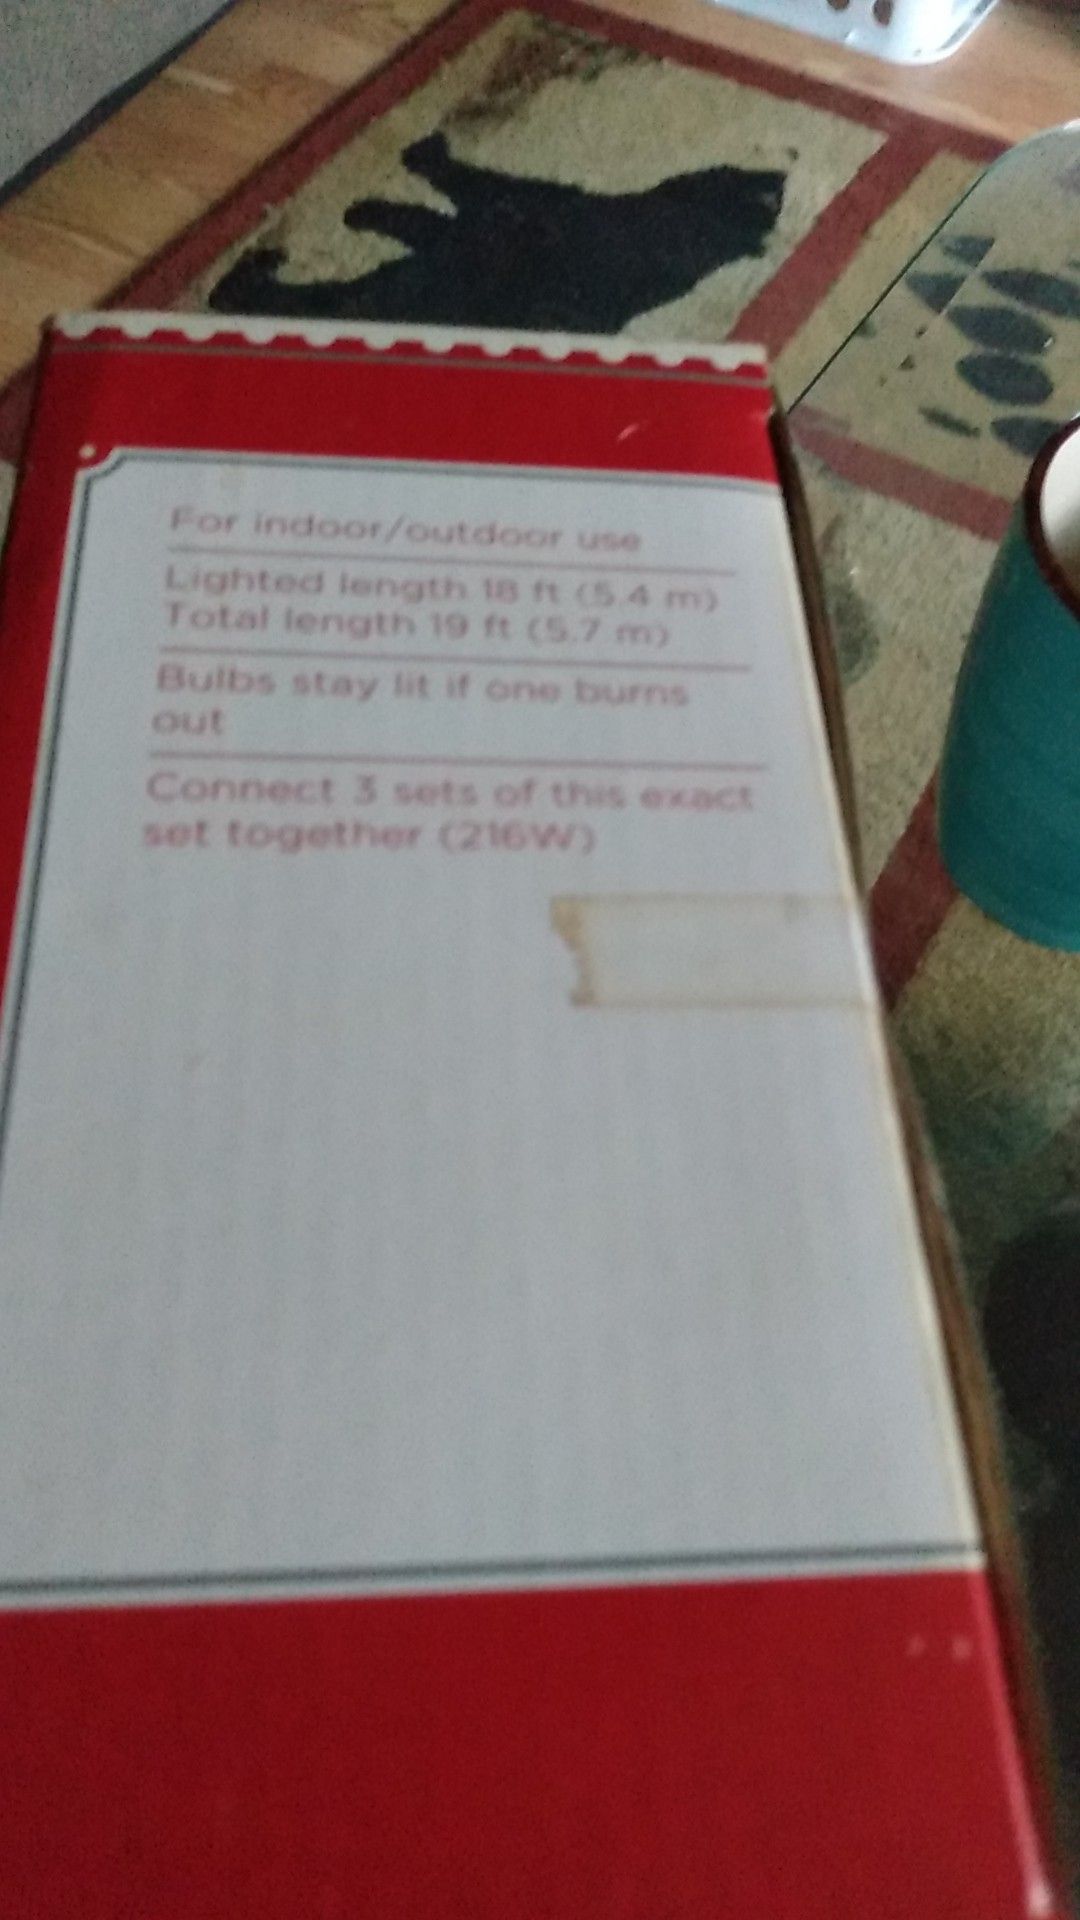 For indoor/outdoor use
Lighted length 18 ft (5.4 m)
Total length 19 ft (5.7 m)
Bulbs stay lit if one burns
out
Connect 3 sets of this exact
set together (216W)